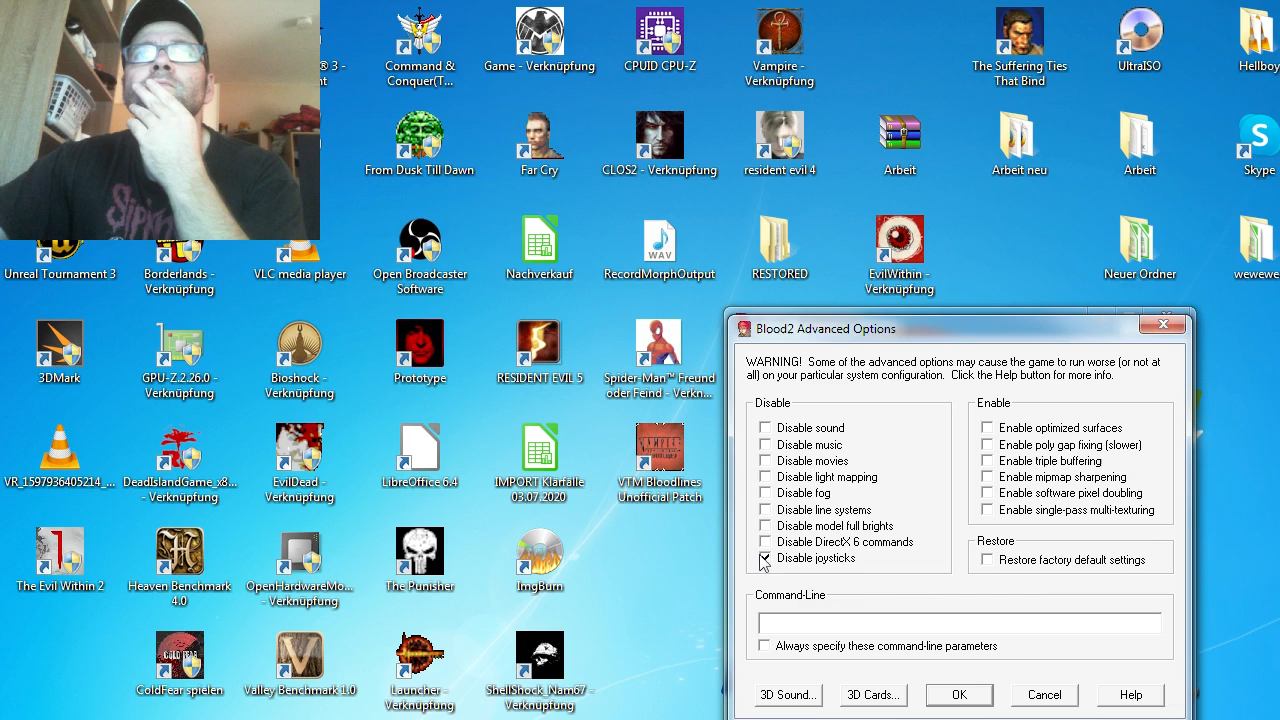 ® 3 -
nt
Command &
Conquer(T...
Game - Verknüpfung
CPUID CPU-Z
Vampire -
Verknüpfung
The Suffering Ties
That Bind
UltraISO
Hellboy
From Dusk Till Dawn
Far Cry
CLOS2 - Verknüpfung
resident evil 4
Arbeit
Arbeit neu
Arbeit
Skype
Unreal Tournament 3
Borderlands -
Verknüpfung
VLC media player
Open Broadcaster
Software
Nachverkauf
WAV
RecordMorphOutput
RESTORED
EvilWithin -
Verknüpfung
Neuer Ordner
wewewe
3DMark
GPU-Z.2.26.0 -
Verknüpfung
Bioshock -
Verknüpfung
Prototype
RESIDENT EVIL 5
Spider-Man™ Freund
oder Feind - Verkn...
VR_1597936405214_...
DeadIslandGame_x8...
- Verknüpfung
EvilDead -
Verknüpfung
LibreOffice 6.4
IMPORT Klärfälle
03.07.2020
VTM Bloodlines
Unofficial Patch
The Evil Within 2
Heaven Benchmark
4.0
OpenHardwareMo...
- Verknüpfung
The Punisher
ImgBurn
ColdFear spielen
Valley Benchmark 1.0
Launcher -
Verknüpfung
ShellShock_Nam67 -
Verknüpfung
Blood2 Advanced Options
WARNING! Some of the advanced options may cause the game to run worse (or not at
all) on your particular system configuration. Click the Help button for more info.
Disable
Disable sound
Disable music
Disable movies
Disable light mapping
Disable fog
Disable line systems
Disable model full brights
Disable DirectX 6 commands
Disable joysticks
Enable
Enable optimized surfaces
Enable poly gap fixing (slower)
Enable triple buffering
Enable mipmap sharpening
Enable software pixel doubling
Enable single-pass multi-texturing
Restore
Restore factory default settings
Command-Line
Always specify these command-line parameters
3D Sound...
3D Cards...
OK
Cancel
Help